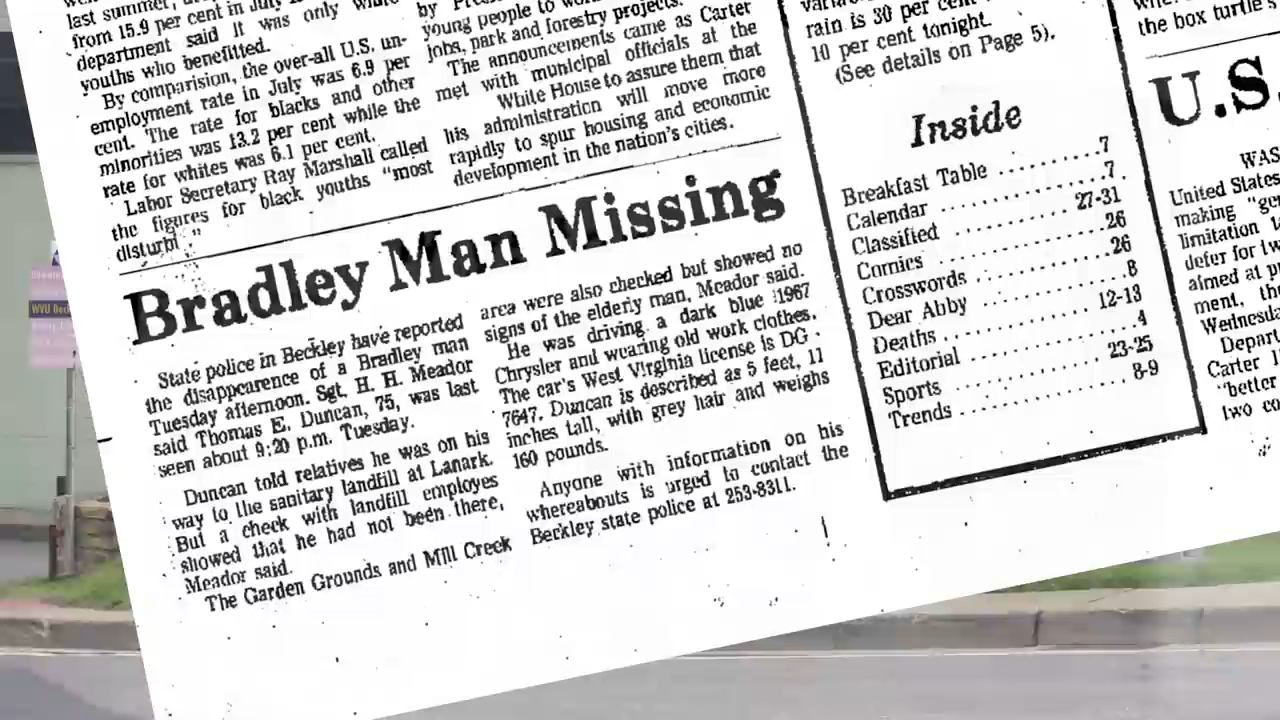 last summer,
from 15.9 per cent in July
department said it was only while
youths who benefitted.
By comparision, the over-all U.S. un-
employment rate in July was 6.9 per
cent. The rate for blacks and other
minorities was 13.2 per cent while the
rate for whites was 6.1 per cent.
Labor Secretary Ray Marshall called
the figures for black youths "most
by
young people to work
jobs, park and forestry projects.
The announcements came as Carter
met with municipal officials at the
White House to assure them that
his administration will move more
rapidly to spur housing and economic
development in the nation's cities.
Bradley Man Missing
State police in Beckley have reported
the disappearance of a Bradley man
Tuesday afternoon. Sgt. H. H. Meador
said Thomas E. Duncan, 75, was last
seen about 9:20 p.m. Tuesday.
Duncan told relatives he was on his
way to the sanitary landfill at Lanark.
But a check with landfill employes
showed that he had not been there,
Meador said.
The Garden Grounds and Mill Creek
area were also checked but showed no
signs of the elderly man, Meador said.
He was driving a dark blue 1967
Chrysler and wearing old work clothes.
The car's West Virginia license is DG
7647. Duncan is described as 5 feet, 11
inches tall, with grey hair and weighs
160 pounds.
Anyone with information on his
whereabouts is urged to contact the
Beckley state police at 253-8311.
rain is 30 per cent
10 per cent tonight.
(See details on Page 5).
Inside
Breakfast Table ..........7
Calendar ..........7
Classified ..........27-31
Comics ..........26
Crosswords ..........26
Dear Abby ..........8
Deaths ..........12-13
Editorial ..........4
Sports ..........23-25
Trends ..........8-9
the box turtle's
U.S.
United States
making
limitation
defer for
aimed at
ment, the
Wednesday
Depart
Carter
"better
two
WVU